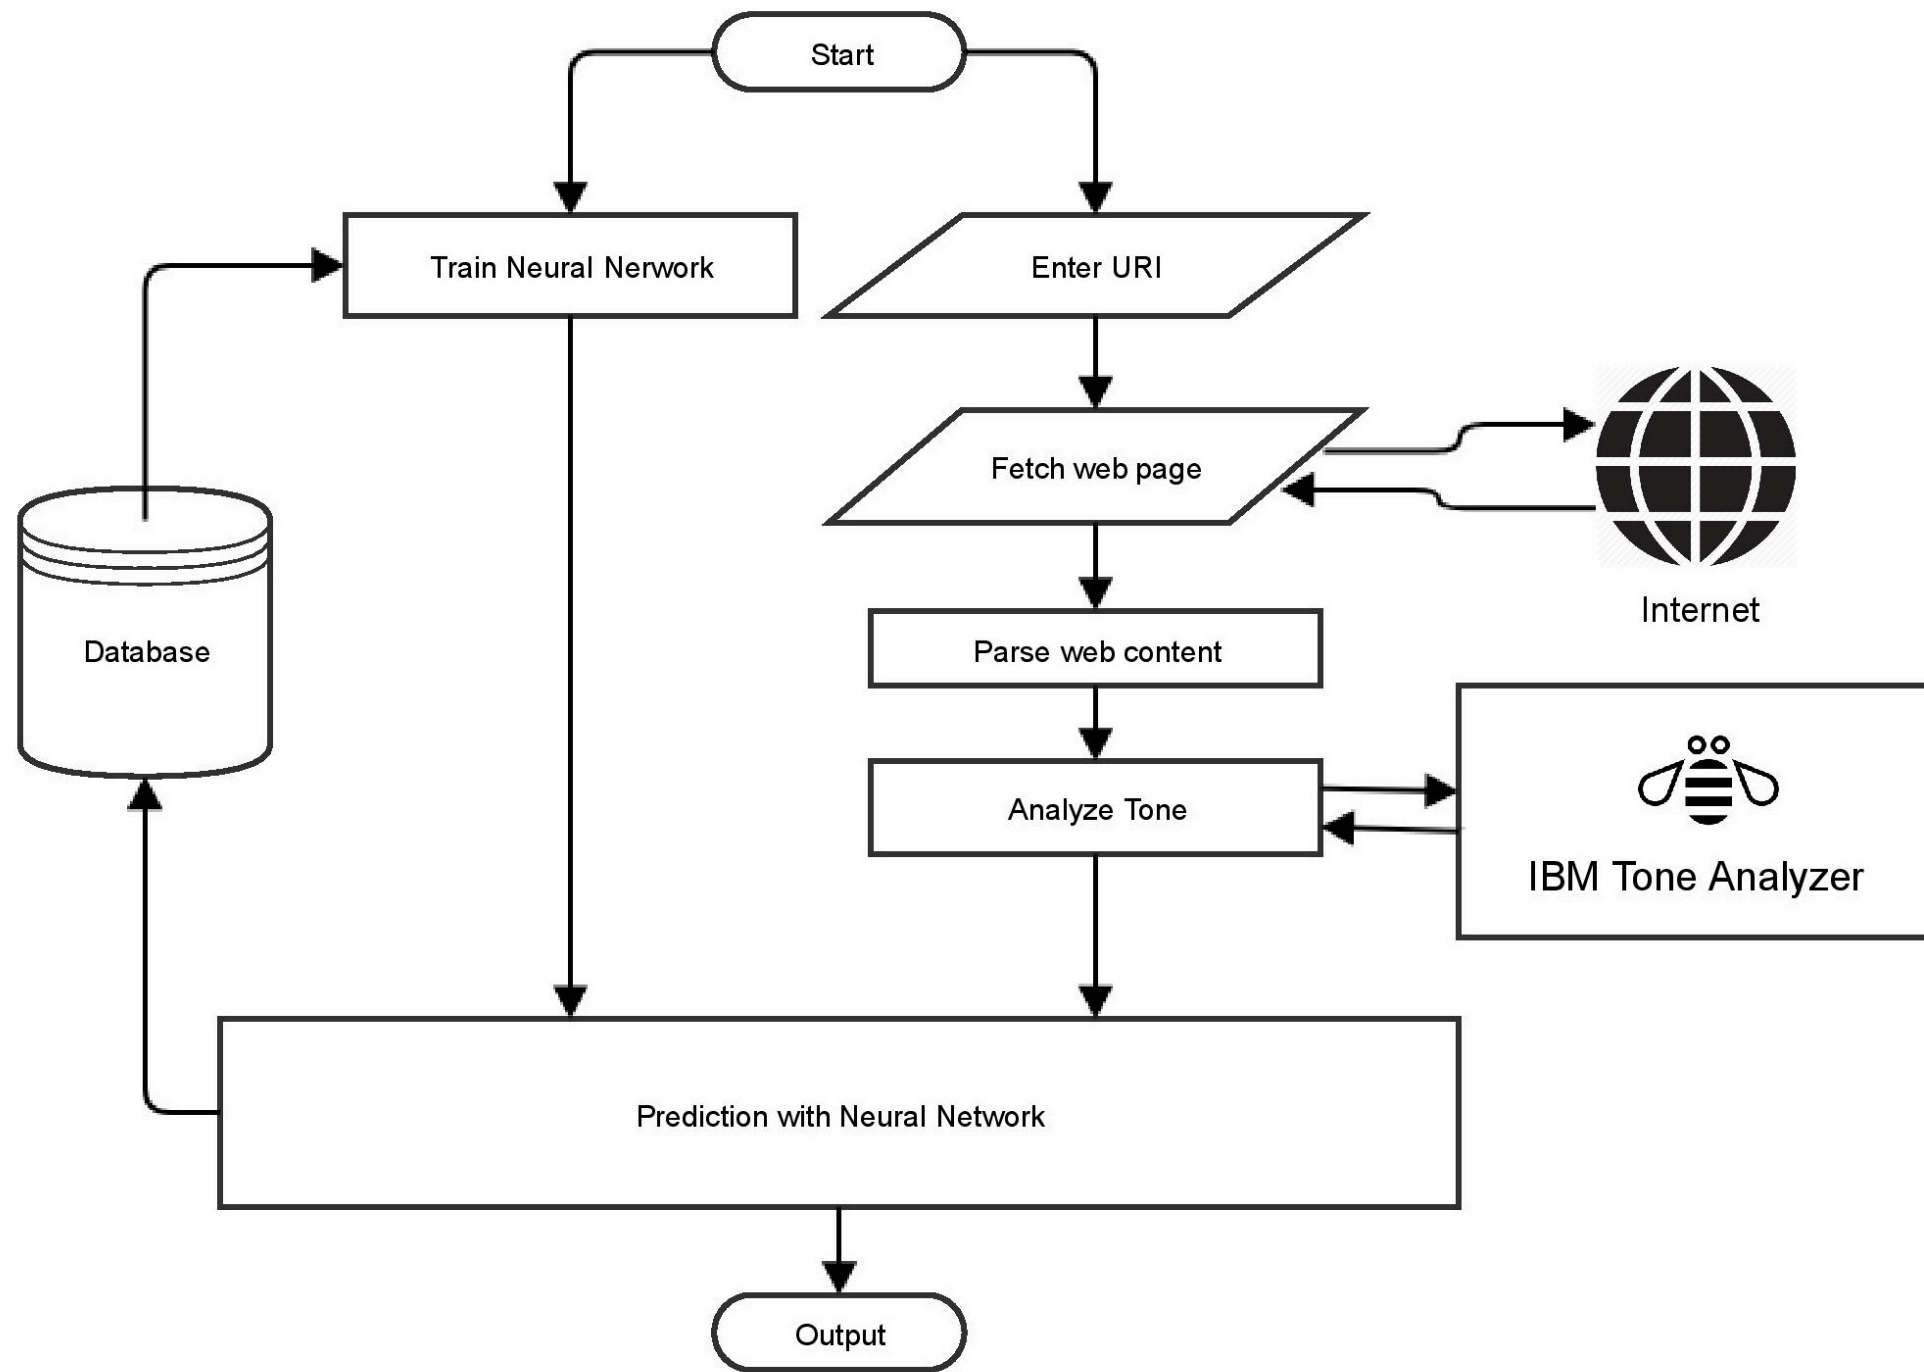 Start
Train Neural Nerwork
Enter URI
Fetch web page
Internet
Database
Parse web content
Analyze Tone
IBM Tone Analyzer
Prediction with Neural Network
Output